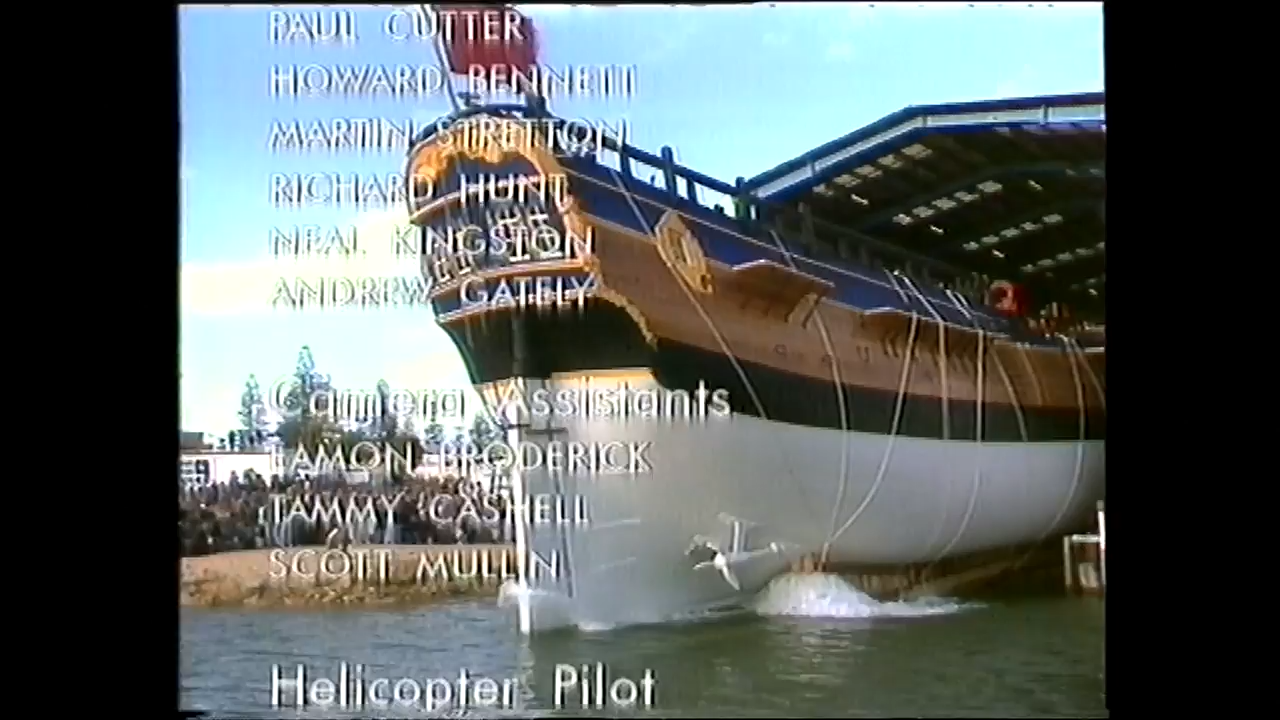 PAUL CUTTER
HOWARD BENNETT
MARTIN STRETTON
RICHARD HUNT
NEAL KINGSTON
ANDREW GATELY
Camera Assistants
EAMON BRODERICK
TAMMY CASHELL
SCOTT MULLIN
Helicopter Pilot